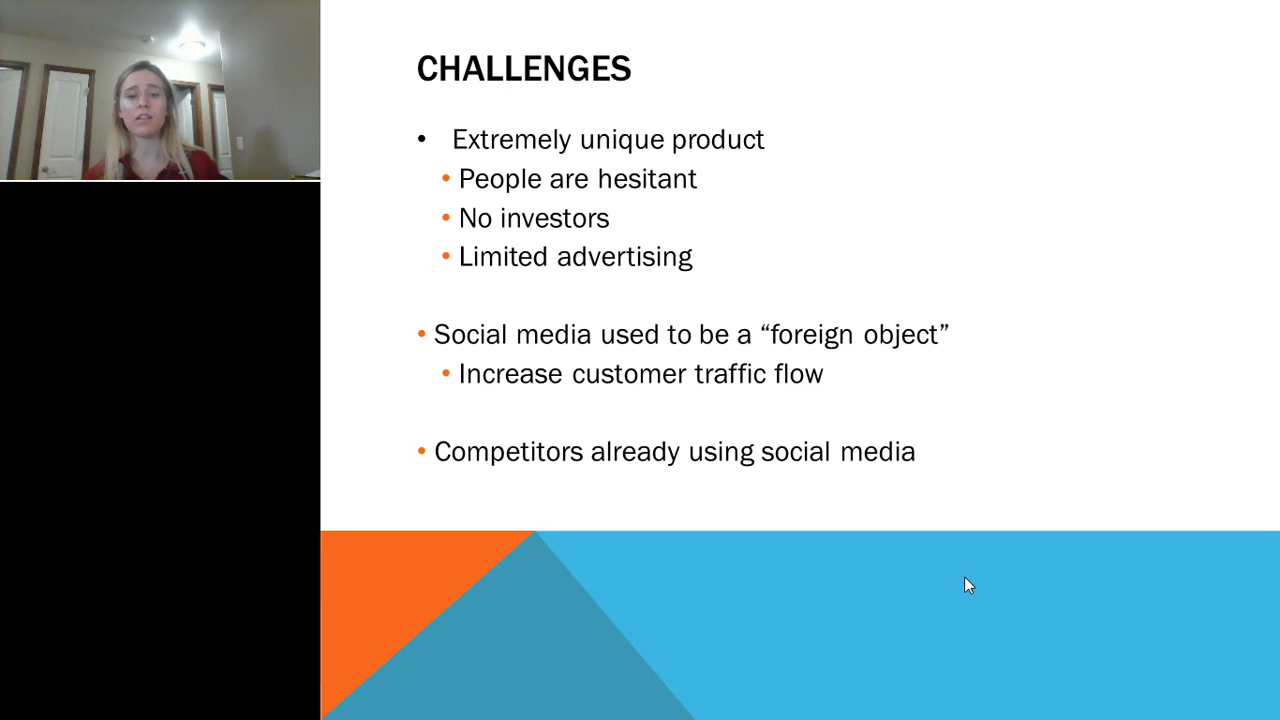 CHALLENGES
• Extremely unique product
• People are hesitant
• No investors
• Limited advertising
• Social media used to be a “foreign object”
• Increase customer traffic flow
• Competitors already using social media